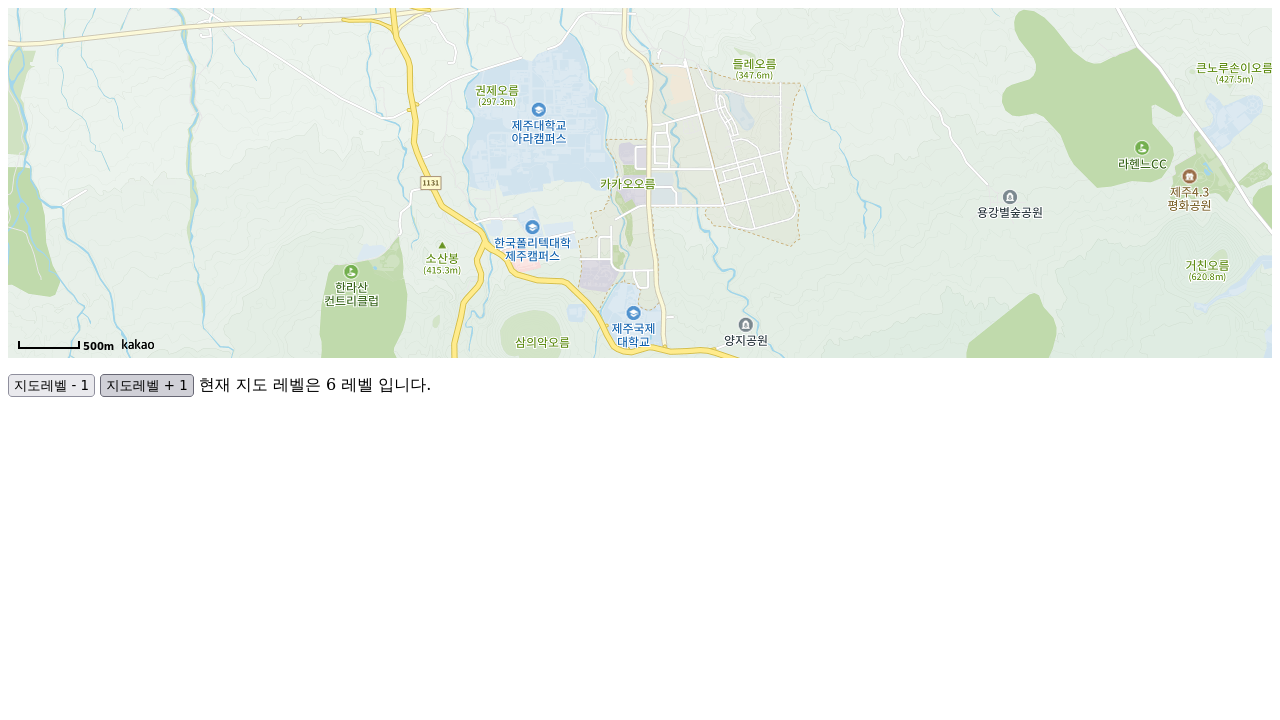 들레오름
(347.6m)
큰노루손이오름
(427.5m)
권제오름
(297.3m)
제주대학교
아라캠퍼스
라헨느CC
1131
카카오오름
제주4.3
평화공원
용강별숲공원
한국폴리텍대학
제주캠퍼스
소산봉
(415.3m)
거친오름
(620.8m)
한라산
컨트리클럽
제주국제
대학교
양지공원
삼의악오름
500m kakao
지도레벨 - 1 지도레벨 + 1 현재 지도 레벨은 6 레벨 입니다.